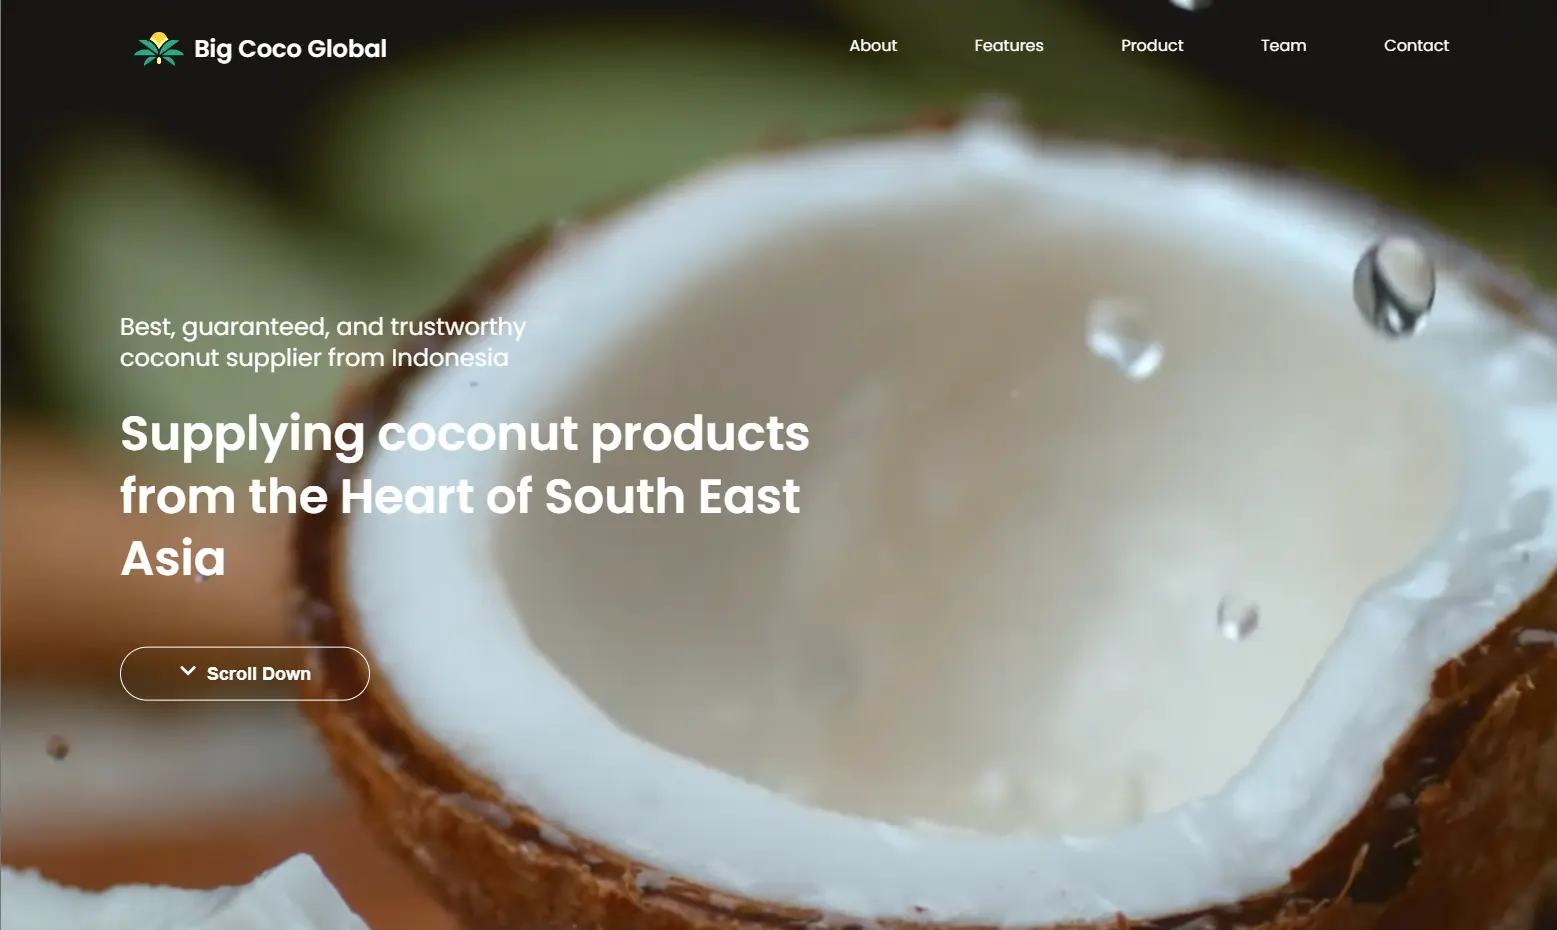 Big Coco Global
About
Features
Product
Team
Contact
Best, guaranteed, and trustworthy
coconut supplier from Indonesia
Supplying coconut products
from the Heart of South East
Asia
Scroll Down